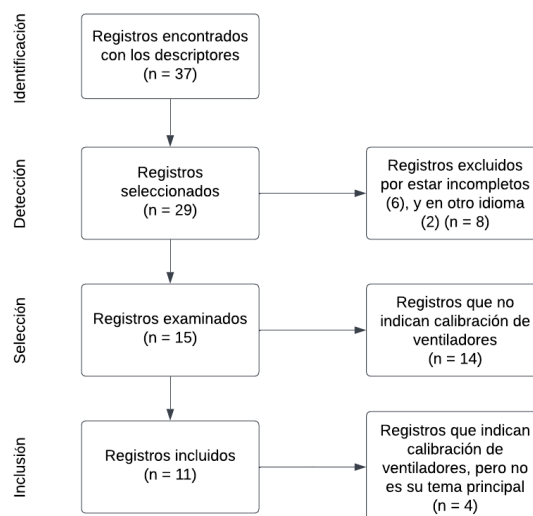 Identificación
Registros encontrados
con los descriptores
(n = 37)
Detección
Registros
seleccionados
(n = 29)
Registros excluidos
por estar incompletos
(6), y en otro idioma
(2) (n = 8)
Selección
Registros examinados
(n = 15)
Registros que no
indican calibración de
ventiladores
(n = 14)
Inclusión
Registros incluidos
(n = 11)
Registros que indican
calibración de
ventiladores, pero no
es su tema principal
(n = 4)